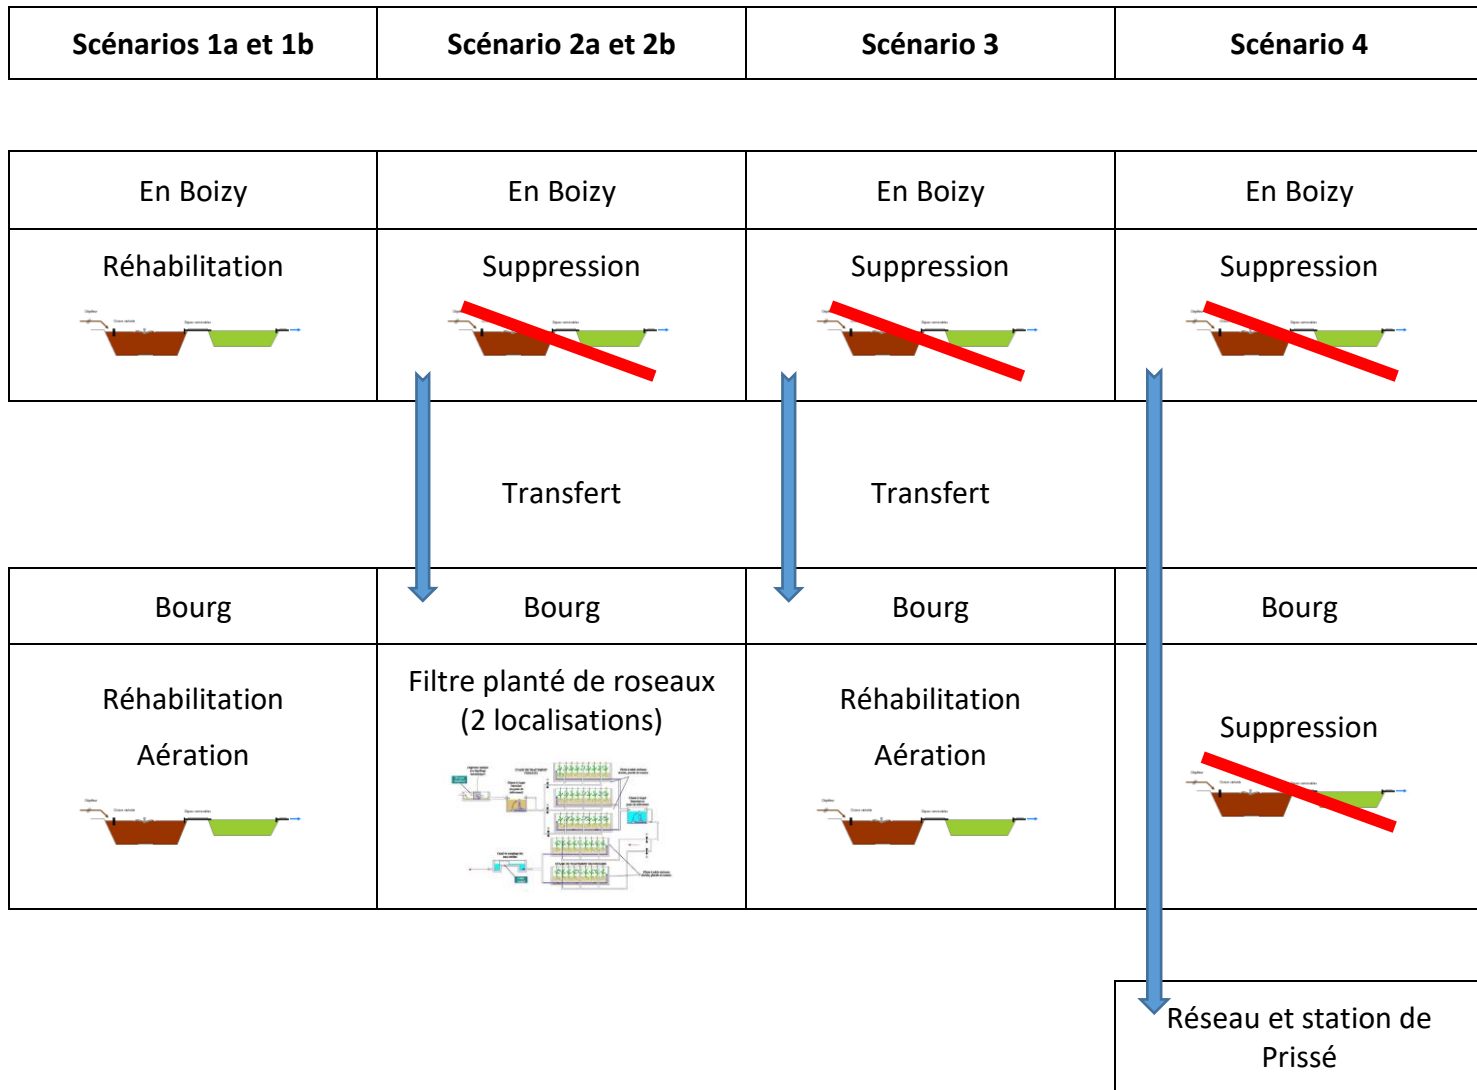 Scénarios 1a et 1b
Scénario 2a et 2b
Scénario 3
Scénario 4
En Boizy
En Boizy
En Boizy
En Boizy
Réhabilitation
Suppression
Suppression
Suppression
Transfert
Transfert
Bourg
Bourg
Bourg
Bourg
Réhabilitation
Aération
Filtre planté de roseaux
(2 localisations)
Réhabilitation
Aération
Suppression
Réseau et station de
Prissé